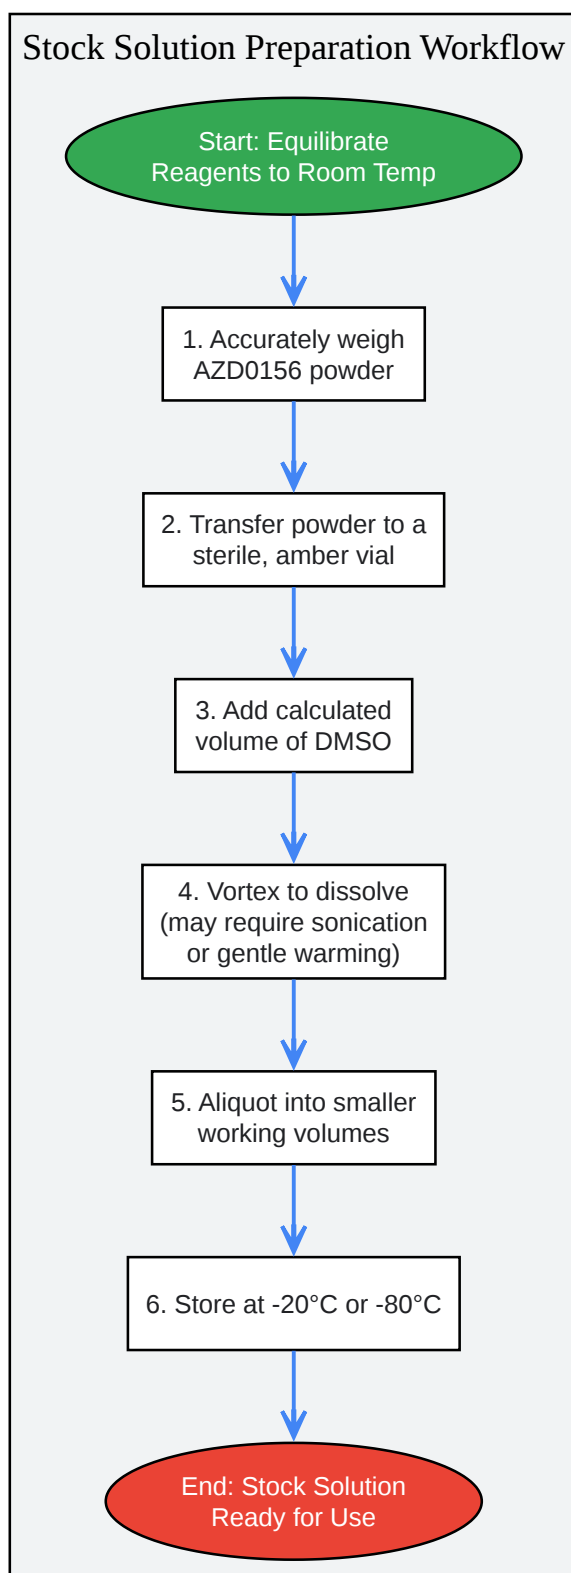 Stock Solution Preparation Workflow
Start: Equilibrate
Reagents to Room Temp
1. Accurately weigh
AZD0156 powder
2. Transfer powder to a
sterile, amber vial
3. Add calculated
volume of DMSO
4. Vortex to dissolve
(may require sonication
or gentle warming)
5. Aliquot into smaller
working volumes
6. Store at -20°C or -80°C
End: Stock Solution
Ready for Use